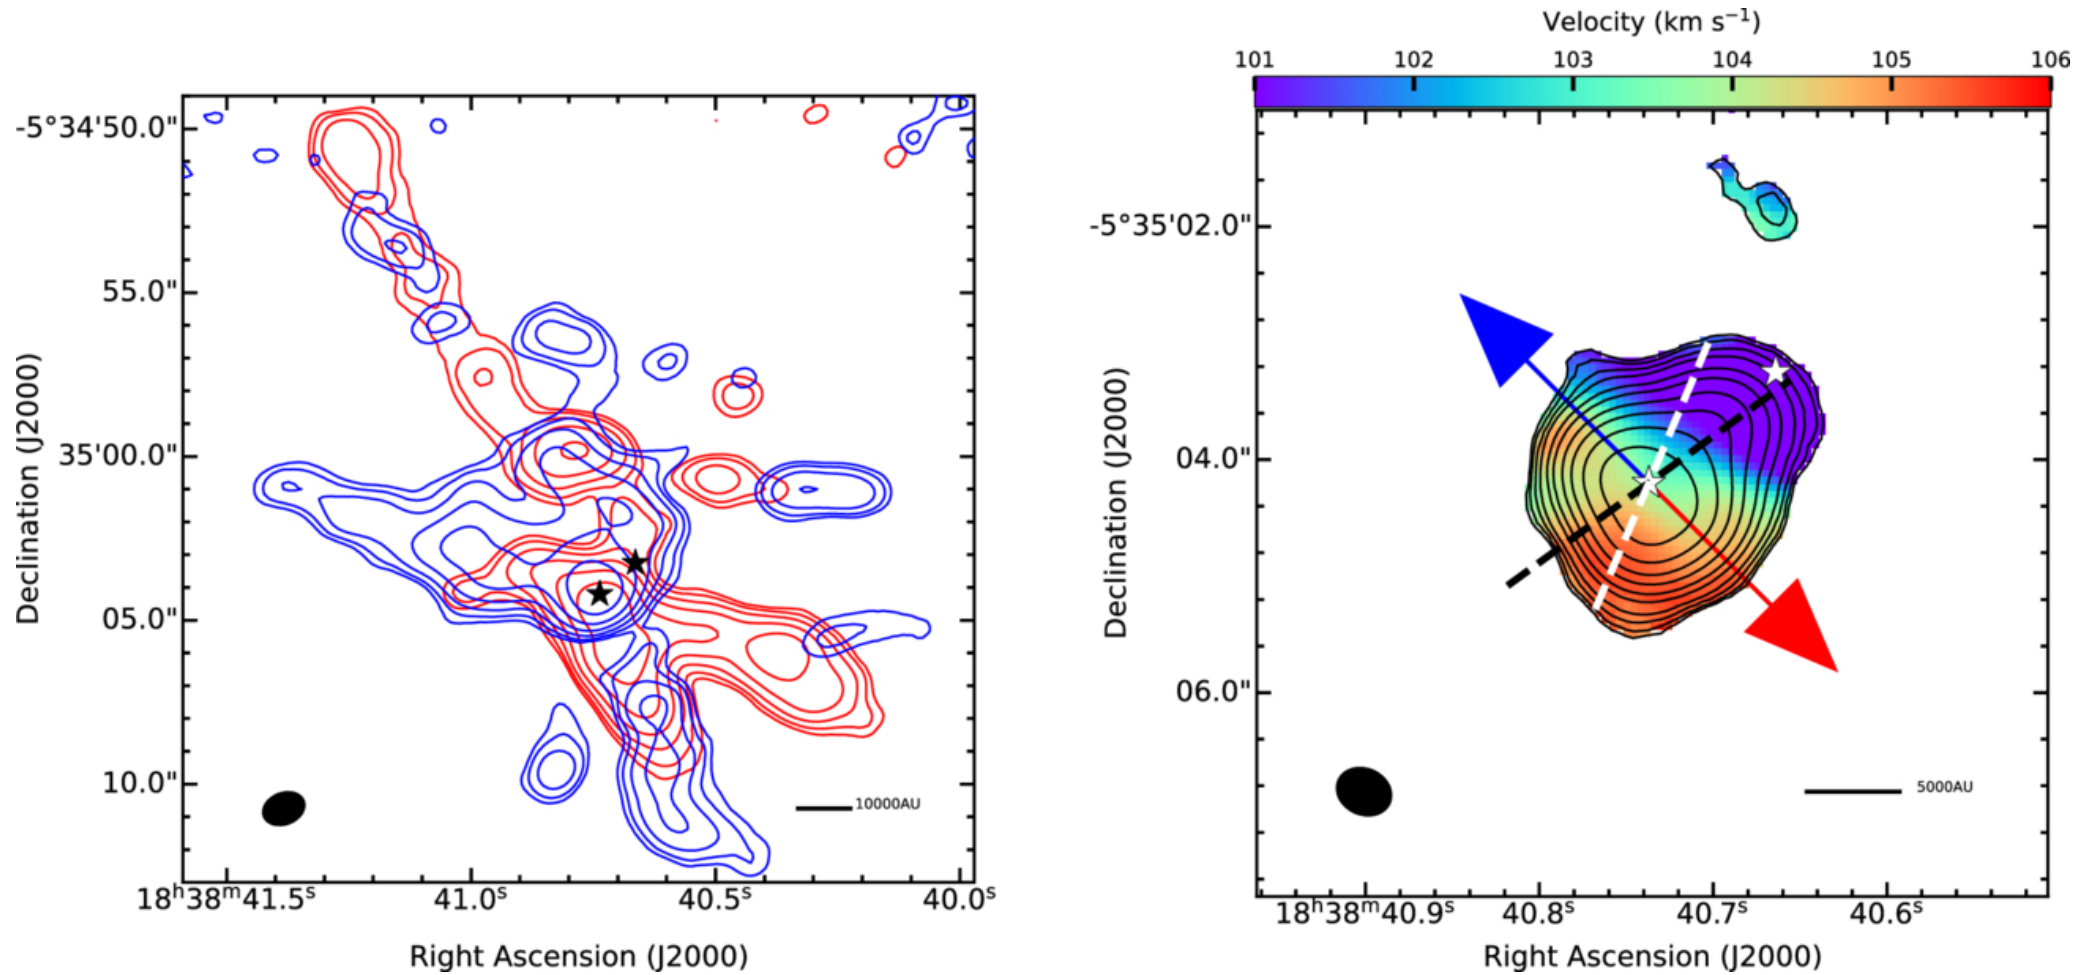 -5°34'50.0"
55.0"
35'00.0"
05.0"
10.0"
Declination (J2000)
10000AU
18ʰ38ᵐ41.5ˢ
41.0ˢ
40.5ˢ
40.0ˢ
Right Ascension (J2000)
Velocity (km s⁻¹)
101 102 103 104 105 106
-5°35'02.0"
04.0"
06.0"
Declination (J2000)
5000AU
18ʰ38ᵐ40.9ˢ
40.8ˢ
40.7ˢ
40.6ˢ
Right Ascension (J2000)